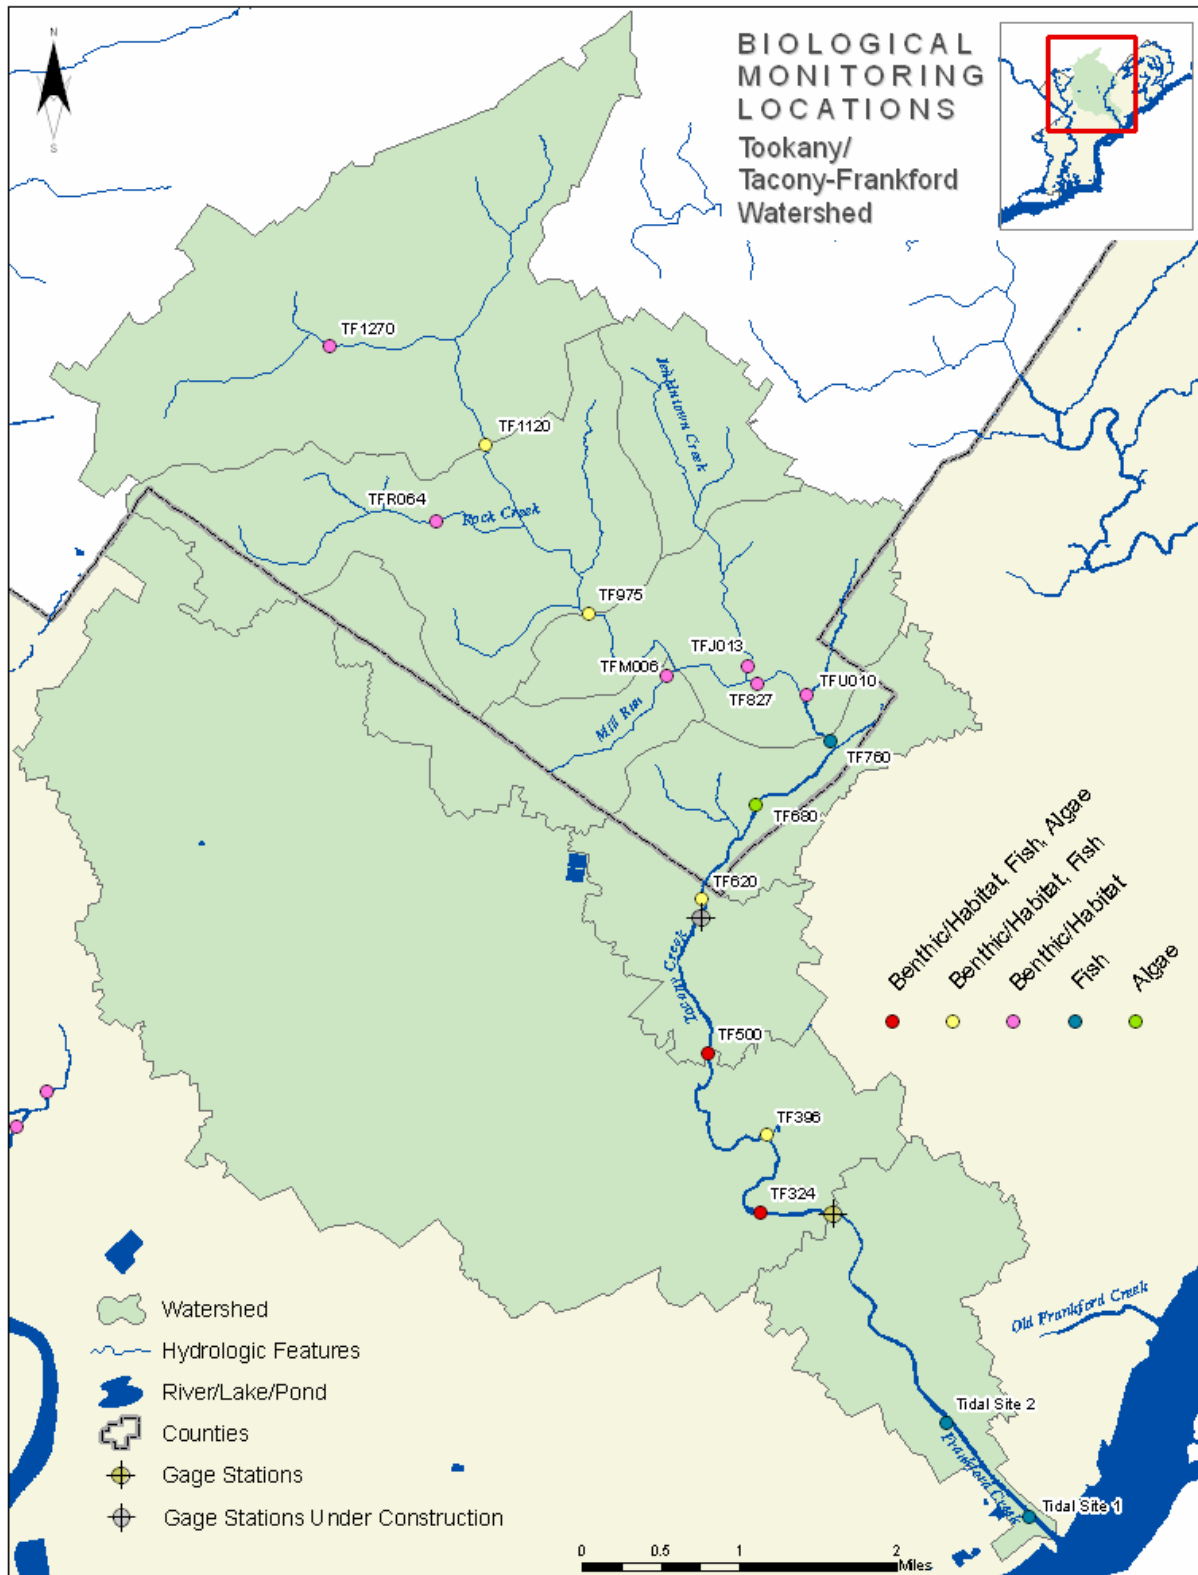 N
S
BIOLOGICAL
MONITORING
LOCATIONS
Tookany/
Tacony-Frankford
Watershed
TF1270
Jenkintown Creek
TF1120
TFR064
Rock Creek
TF975
TFJ013
TFM006
TFU010
TF827
Mill Run
TF760
TF680
TF620
Benthic/Habitat, Fish, Algae
Benthic/Habitat, Fish
Benthic/Habitat
Fish
Algae
Tacony Creek
TF500
TF396
TF324
Old Frankford Creek
Tidal Site 2
Frankford Creek
Tidal Site 1
Watershed
Hydrologic Features
River/Lake/Pond
Counties
Gage Stations
Gage Stations Under Construction
0 0.5 1 2
Miles